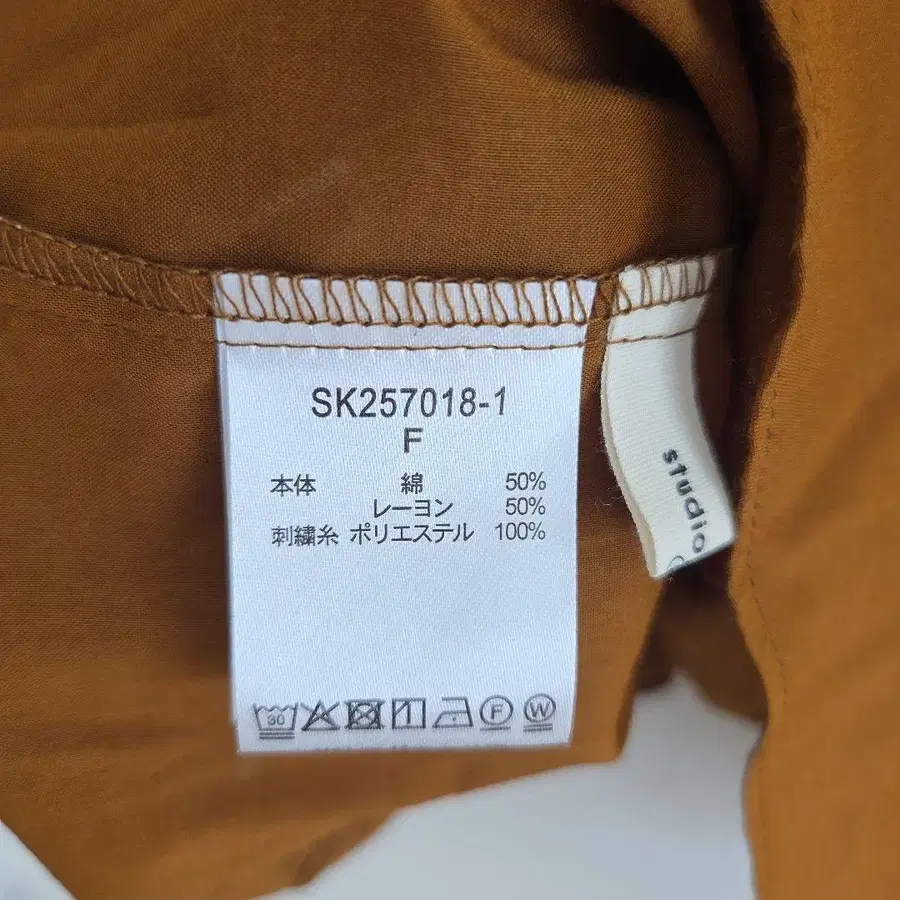 SK257018-1
F
本体 綿 50%
レーヨン 50%
刺繍糸 ポリエステル 100%
30
F
W
studio